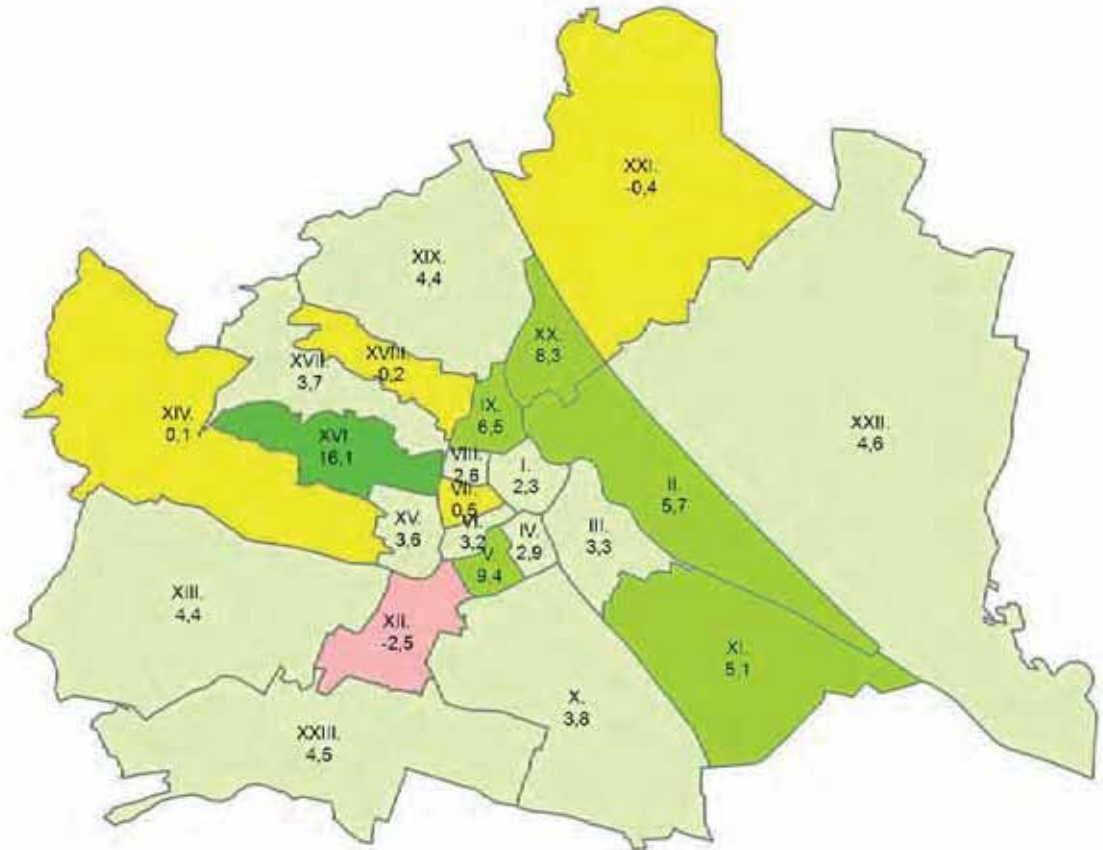 XXI.
-0,4
XIX.
4,4
XX.
8,3
XVIII.
-0,2
XVII.
3,7
IX.
6,5
XIV.
0,1
XVI.
16,1
XXII.
4,6
VIII.
2,6
I.
2,3
II.
5,7
VII.
0,5
XV.
3,6
VI.
3,2
IV.
2,9
III.
3,3
V.
9,4
XIII.
4,4
XII.
-2,5
XI.
5,1
X.
3,8
XXIII.
4,5